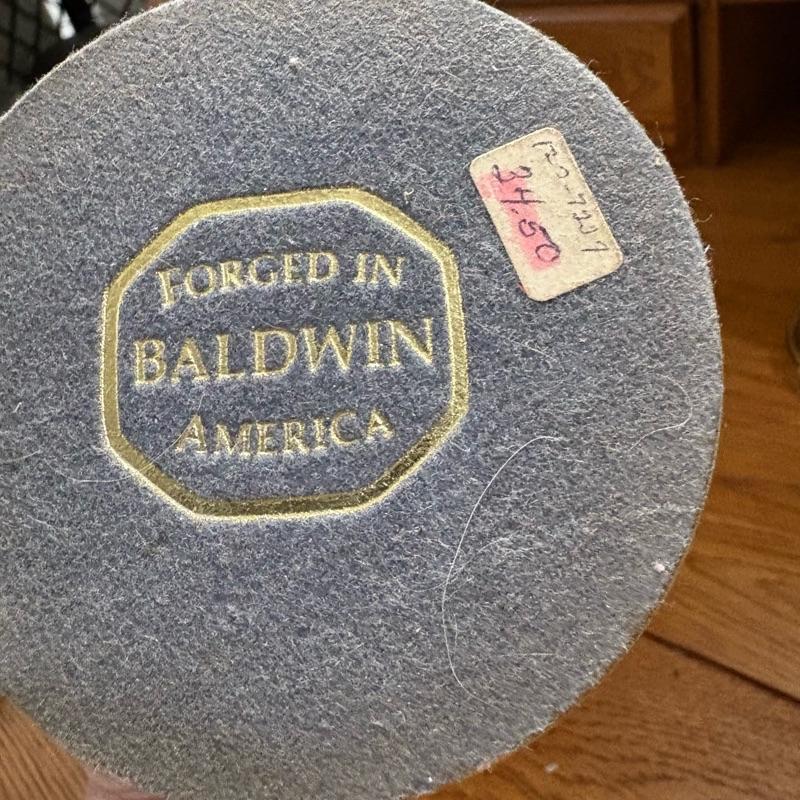 FORGED IN
BALDWIN
AMERICA
34.50